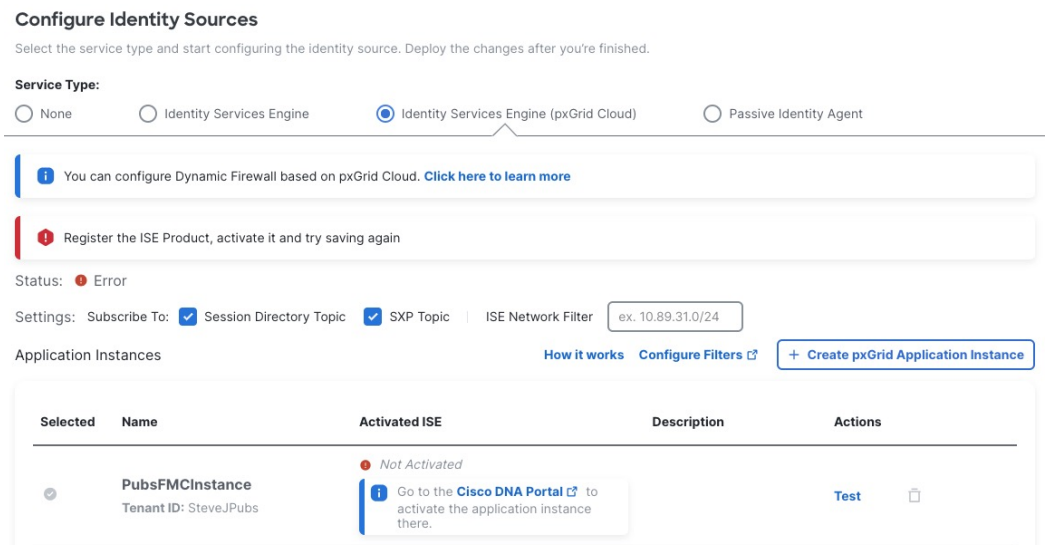 Configure Identity Sources
Select the service type and start configuring the identity source. Deploy the changes after you're finished.
Service Type:
None Identity Services Engine Identity Services Engine (pxGrid Cloud) Passive Identity Agent
You can configure Dynamic Firewall based on pxGrid Cloud. Click here to learn more
Register the ISE Product, activate it and try saving again
Status: Error
Settings: Subscribe To: Session Directory Topic SXP Topic ISE Network Filter ex. 10.89.31.0/24
Application Instances How it works Configure Filters + Create pxGrid Application Instance
Selected Name Activated ISE Description Actions
Not Activated
PubsFMCInstance
Tenant ID: SteveJPubs
Go to the Cisco DNA Portal to
activate the application instance
there.
Test